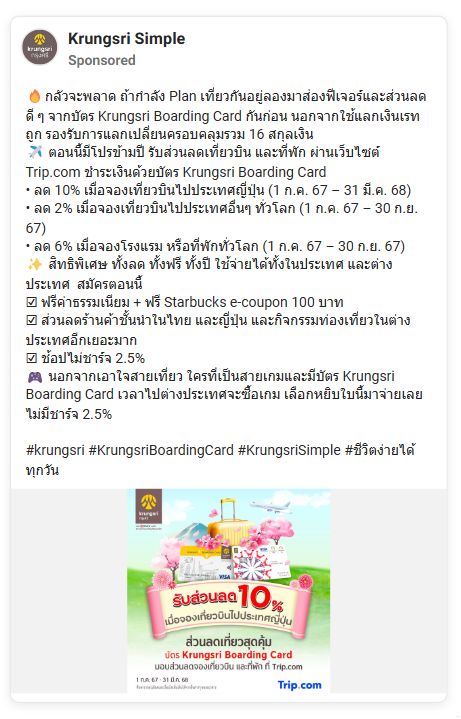 Krungsri Simple
Sponsored
krungsri
กรุงศรี
🔥 กลัวจะพลาด ถ้ากำลัง Plan เที่ยวกันอยู่ลองมาส่องฟีเจอร์และส่วนลด
ดี ๆ จากบัตร Krungsri Boarding Card กันก่อน นอกจากใช้แลกเงินเรท
ถูก รองรับการแลกเปลี่ยนครอบคลุมรวม 16 สกุลเงิน
✈️ ตอนนี้มีโปรข้ามปี รับส่วนลดเที่ยวบิน และที่พัก ผ่านเว็บไซต์
Trip.com ชำระเงินด้วยบัตร Krungsri Boarding Card
• ลด 10% เมื่อจองเที่ยวบินไปประเทศญี่ปุ่น (1 ก.ค. 67 – 31 มี.ค. 68)
• ลด 2% เมื่อจองเที่ยวบินไปประเทศอื่นๆ ทั่วโลก (1 ก.ค. 67 – 30 ก.ย.
67)
• ลด 6% เมื่อจองโรงแรม หรือที่พักทั่วโลก (1 ก.ค. 67 – 30 ก.ย. 67)
✨ สิทธิพิเศษ ทั้งลด ทั้งฟรี ทั้งปี ใช้จ่ายได้ทั้งในประเทศ และต่าง
ประเทศ สมัครตอนนี้
☑ ฟรีค่าธรรมเนียม + ฟรี Starbucks e-coupon 100 บาท
☑ ส่วนลดร้านค้าชั้นนำในไทย และญี่ปุ่น และกิจกรรมท่องเที่ยวในต่าง
ประเทศอีกเยอะมาก
☑ ช้อปไม่ชาร์จ 2.5%
🎮 นอกจากเอาใจสายเที่ยว ใครที่เป็นสายเกมและมีบัตร Krungsri
Boarding Card เวลาไปต่างประเทศจะซื้อเกม เลือกหยิบใบนี้มาจ่ายเลย
ไม่มีชาร์จ 2.5%
#krungsri #KrungsriBoardingCard #KrungsriSimple #ชีวิตง่ายได้
ทุกวัน
krungsri
กรุงศรี
VISA
รับส่วนลด 10%
เมื่อจองเที่ยวบินไปประเทศญี่ปุ่น
ส่วนลดเที่ยวสุดคุ้ม
บัตร Krungsri Boarding Card
มอบส่วนลดจองเที่ยวบิน และที่พัก ที่ Trip.com
1 ก.ค. 67 - 31 มี.ค. 68
Trip.com